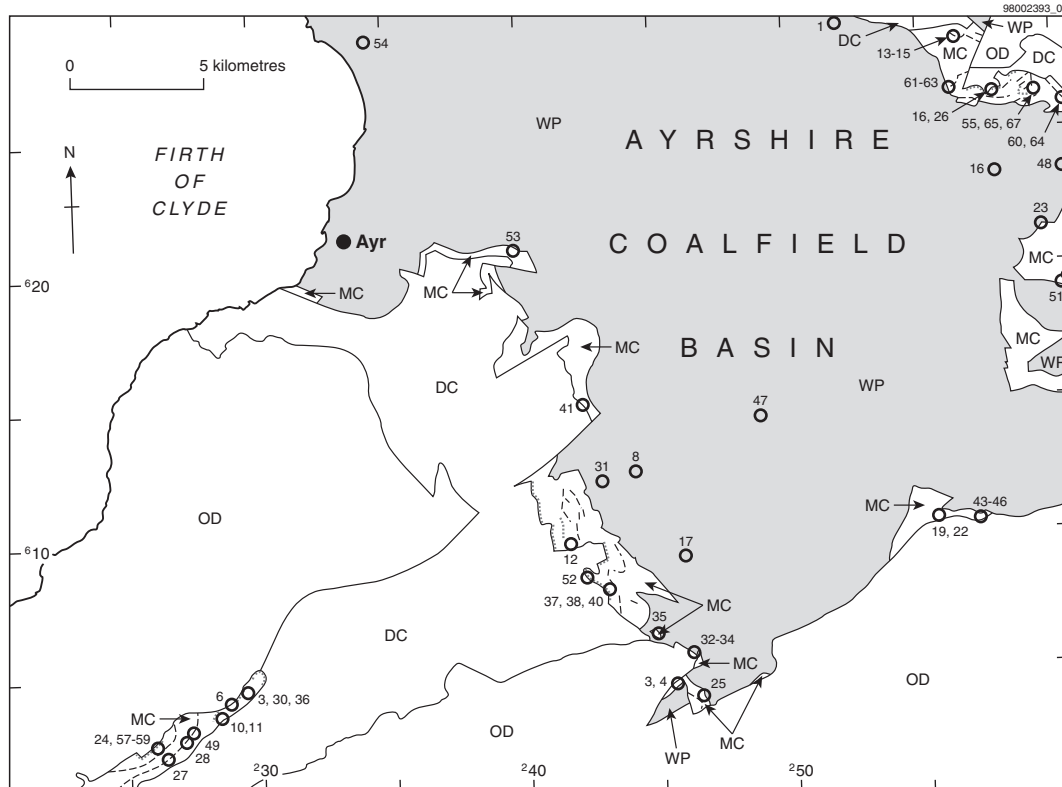 98002393_0
54
1
DC
WP
13-15
MC
OD
DC
0
5 kilometres
61-63
16, 26
55, 65, 67
60, 64
WP
AYRSHIRE
N
FIRTH
OF
CLYDE
16
48
23
Ayr
53
COALFIELD
MC
620
MC
MC
51
MC
BASIN
MC
WP
DC
WP
41
47
31
8
MC
43-46
19, 22
OD
17
610
12
52
37, 38, 40
MC
35
32-34
DC
MC
3, 4
25
OD
6
3, 30, 36
MC
10,11
24, 57-59
49
28
27
OD
MC
WP
230
240
250